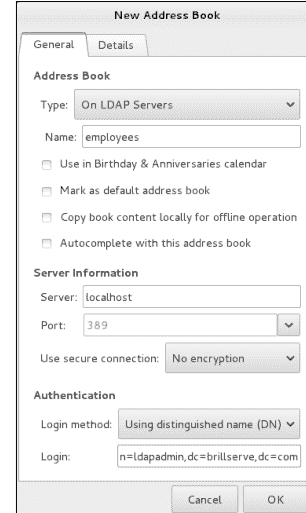 New Address Book
General Details
Address Book
Type: On LDAP Servers
Name: employees
Use in Birthday & Anniversaries calendar
Mark as default address book
Copy book content locally for offline operation
Autocomplete with this address book
Server Information
Server: localhost
Port: 389
Use secure connection: No encryption
Authentication
Login method: Using distinguished name (DN)
Login: n=ldapadmin,dc=brillserve,dc=com
Cancel OK